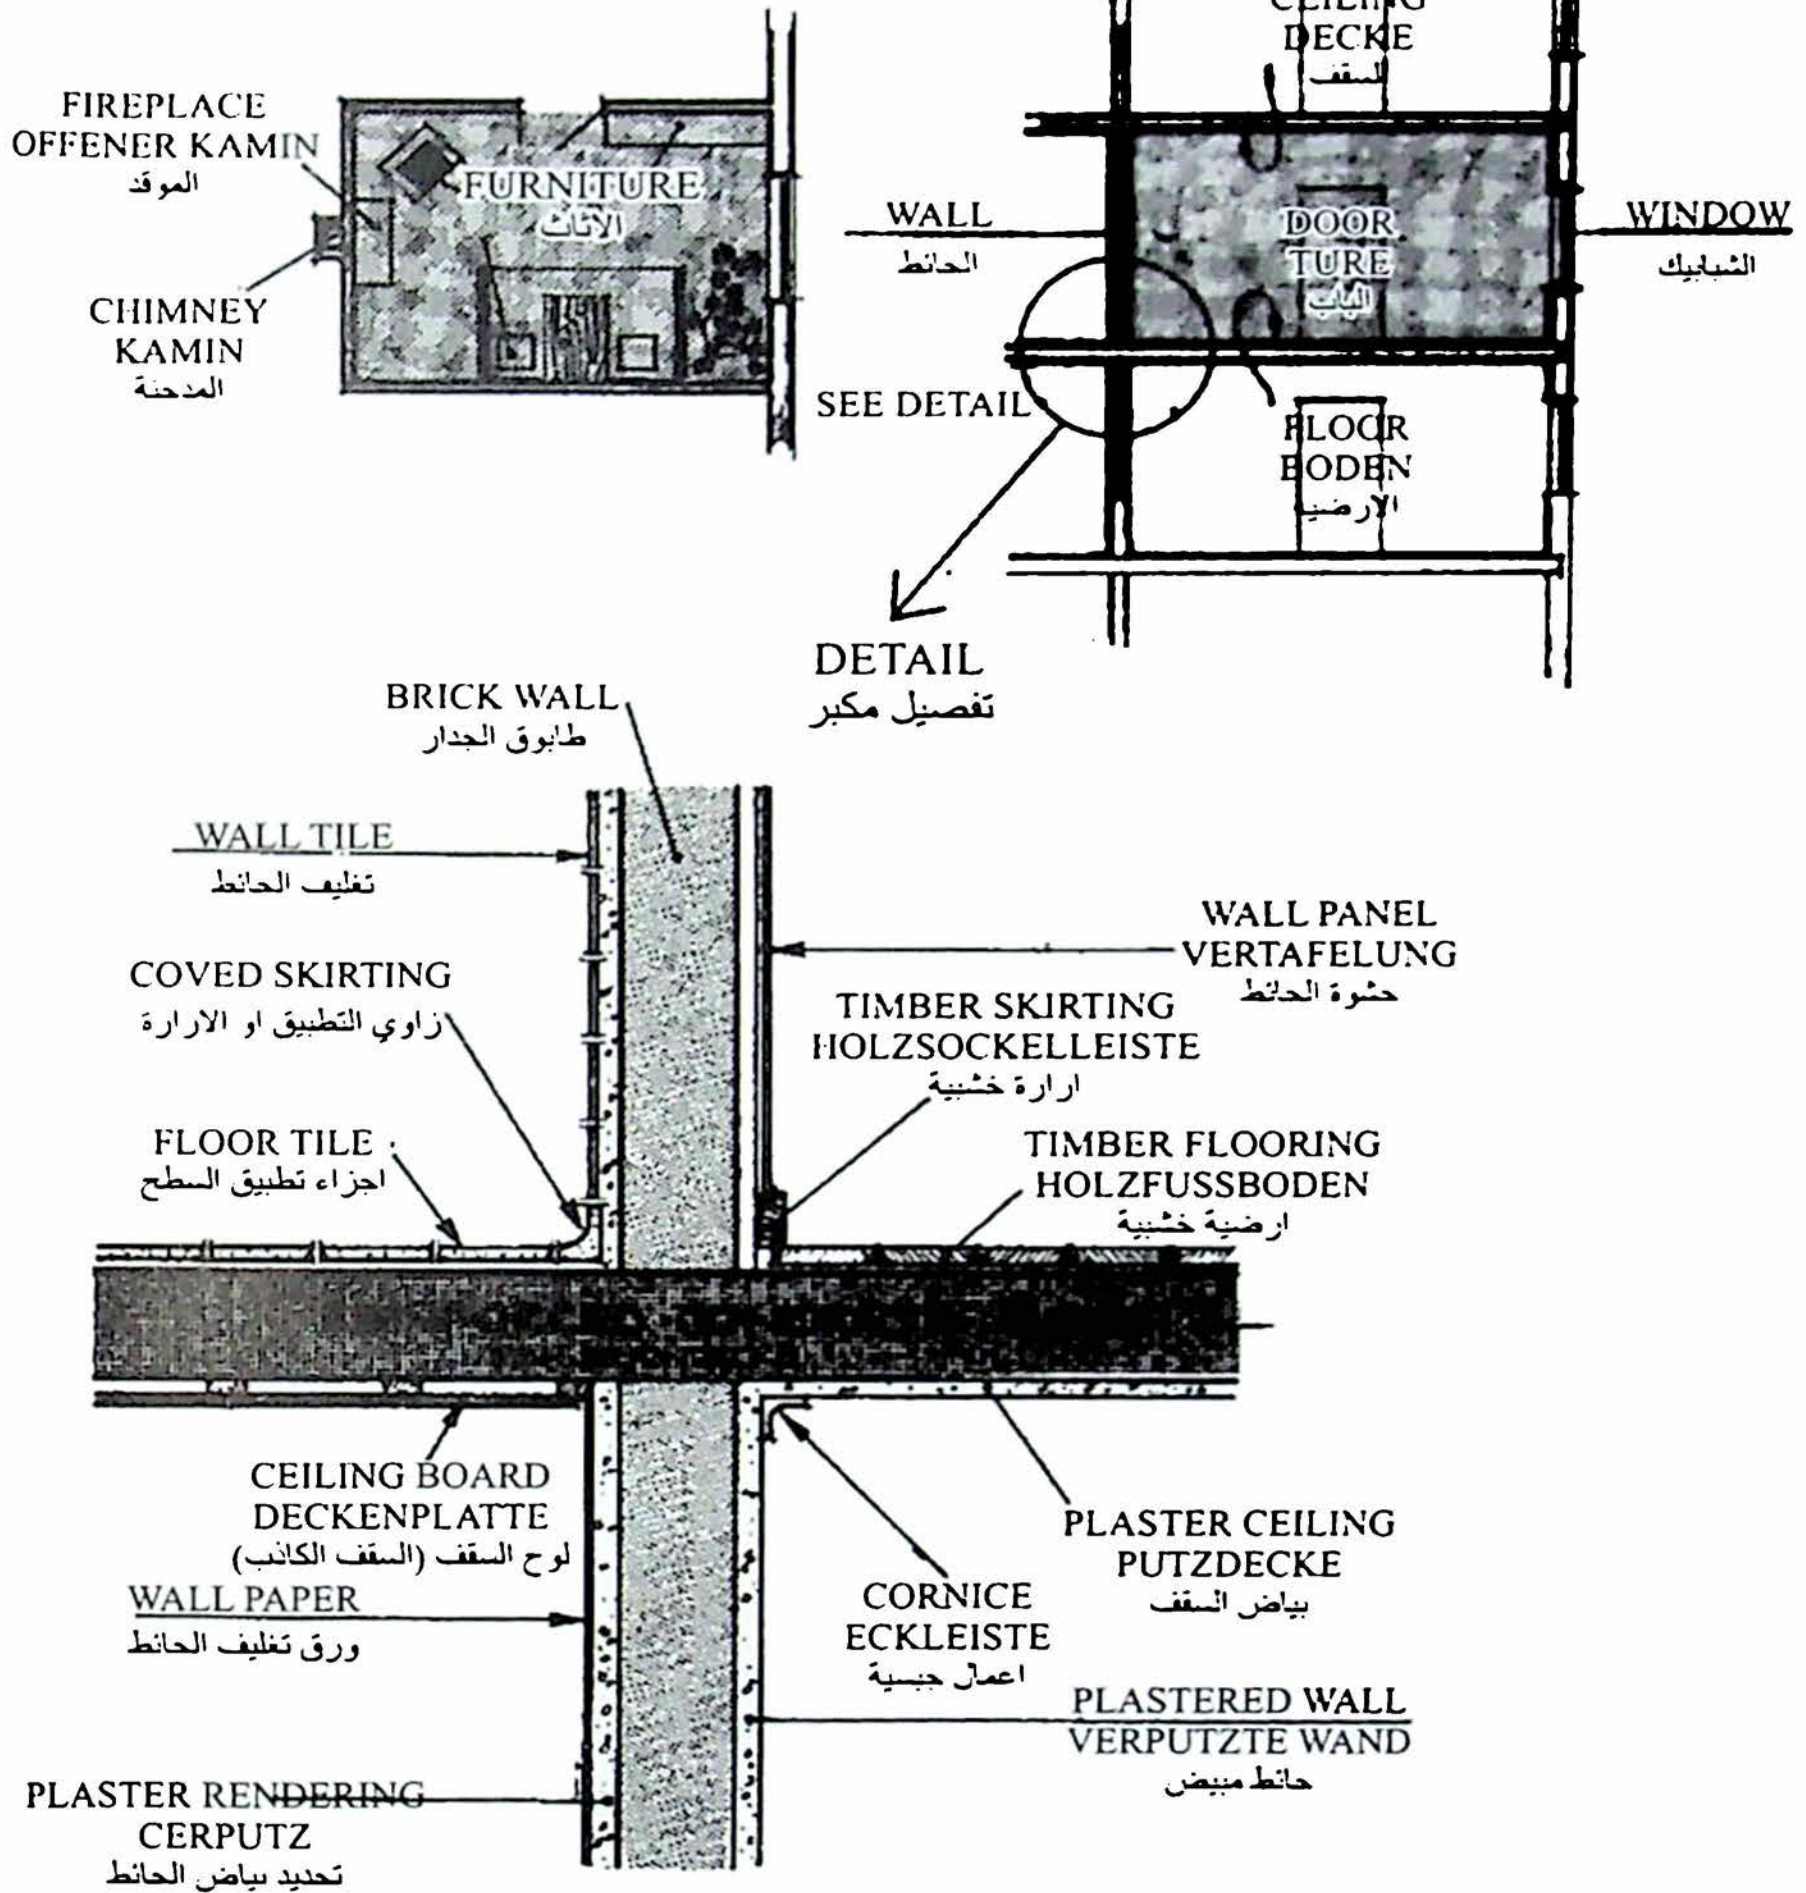 FIREPLACE
OFFENER KAMIN
الموقد
FURNITURE
الاثاث
CHIMNEY
KAMIN
المدخنة
CEILING
DECKE
السقف
WALL
الحائط
DOOR
TURE
الباب
WINDOW
الشبابيك
SEE DETAIL
FLOOR
BODEN
الارضية
DETAIL
تفصيل مكبر
BRICK WALL
طابوق الجدار
WALL TILE
تغليف الحائط
COVED SKIRTING
زاوي التطبيق او الازارة
FLOOR TILE
اجزاء تطبيق السطح
WALL PANEL
VERTAFELUNG
حشوة الحائط
TIMBER SKIRTING
HOLZSOCKELLEISTE
ازارة خشبية
TIMBER FLOORING
HOLZFUSSBODEN
ارضية خشبية
CEILING BOARD
DECKENPLATTE
لوح السقف (السقف الكاذب)
WALL PAPER
ورق تغليف الحائط
PLASTER CEILING
PUTZDECKE
بياض السقف
CORNICE
ECKLEISTE
اعمال جبسية
PLASTERED WALL
VERPUTZTE WAND
حائط مبيض
PLASTER RENDERING
CERPUTZ
تحديد بياض الحائط